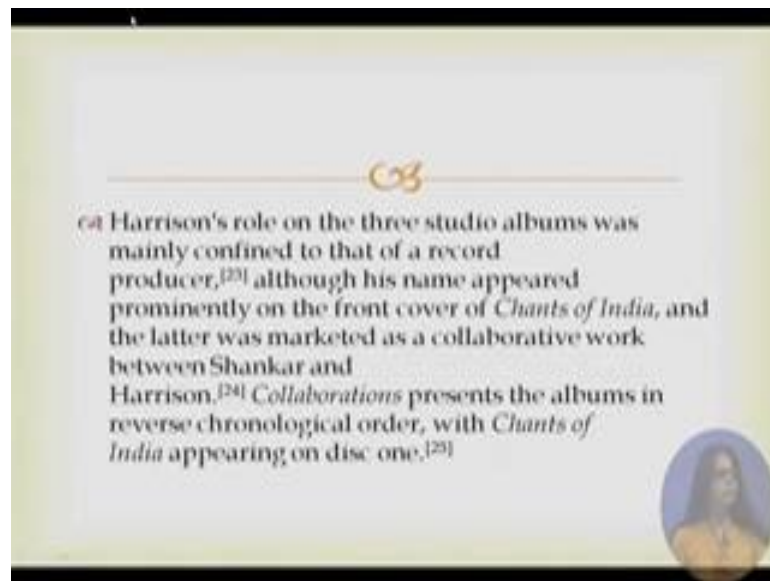 Harrison's role on the three studio albums was
mainly confined to that of a record
producer,[23] although his name appeared
prominently on the front cover of Chants of India, and
the latter was marketed as a collaborative work
between Shankar and
Harrison.[24] Collaborations presents the albums in
reverse chronological order, with Chants of
India appearing on disc one.[25]